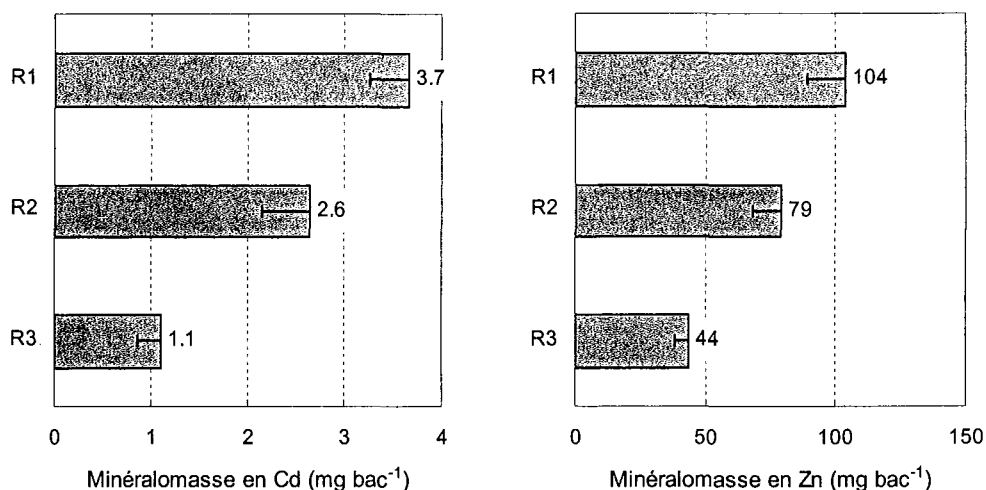 R1
3.7
R2
2.6
R3
1.1
0 1 2 3 4
Minéralomasse en Cd (mg bac⁻¹)
R1
104
R2
79
R3
44
0 50 100 150
Minéralomasse en Zn (mg bac⁻¹)